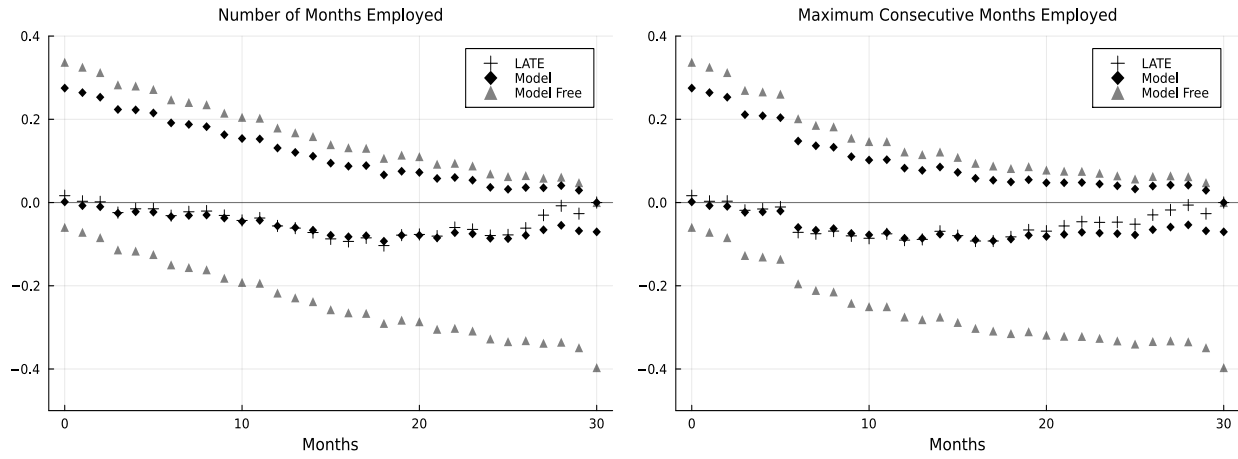 Number of Months Employed
0.4
0.2
0.0
−0.2
−0.4
LATE
Model
Model Free
0
10
20
30
Months
Maximum Consecutive Months Employed
0.4
0.2
0.0
−0.2
−0.4
LATE
Model
Model Free
0
10
20
30
Months